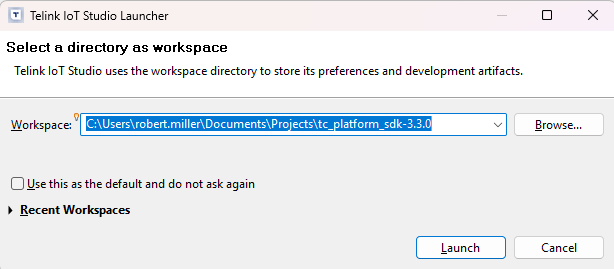 Telink IoT Studio Launcher
Select a directory as workspace
Telink IoT Studio uses the workspace directory to store its preferences and development artifacts.
Workspace: C:\Users\robert.miller\Documents\Projects\tc_platform_sdk-3.3.0 Browse...
Use this as the default and do not ask again
Recent Workspaces
Launch Cancel